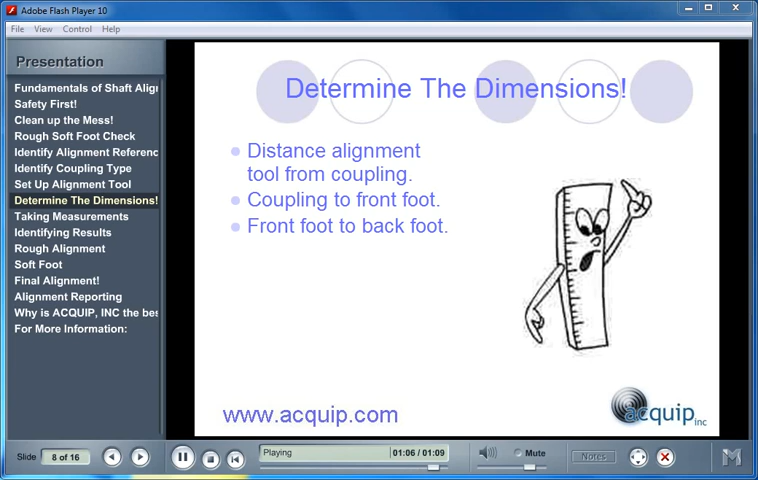 Adobe Flash Player 10
File View Control Help
Presentation
Fundamentals of Shaft Align
Safety First!
Clean up the Mess!
Rough Soft Foot Check
Identify Alignment Referenc
Identify Coupling Type
Set Up Alignment Tool
Determine The Dimensions!
Taking Measurements
Identifying Results
Rough Alignment
Soft Foot
Final Alignment!
Alignment Reporting
Why is ACQUIP, INC the bes
For More Information:
Determine The Dimensions!
Distance alignment
tool from coupling.
Coupling to front foot.
Front foot to back foot.
www.acquip.com
acquip inc
Slide 8 of 16
Playing 01:06 / 01:09
Mute
Notes